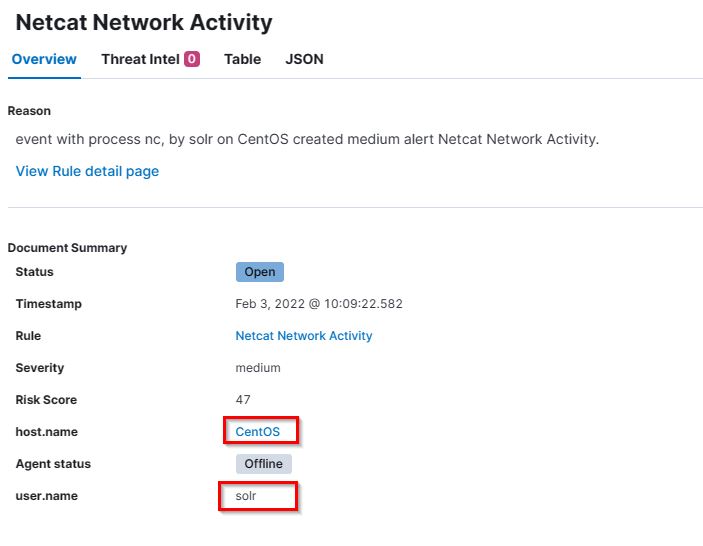 Netcat Network Activity
Overview Threat Intel 0 Table JSON
Reason
event with process nc, by solr on CentOS created medium alert Netcat Network Activity.
View Rule detail page
Document Summary
Status Open
Timestamp Feb 3, 2022 @ 10:09:22.582
Rule Netcat Network Activity
Severity medium
Risk Score 47
host.name CentOS
Agent status Offline
user.name solr